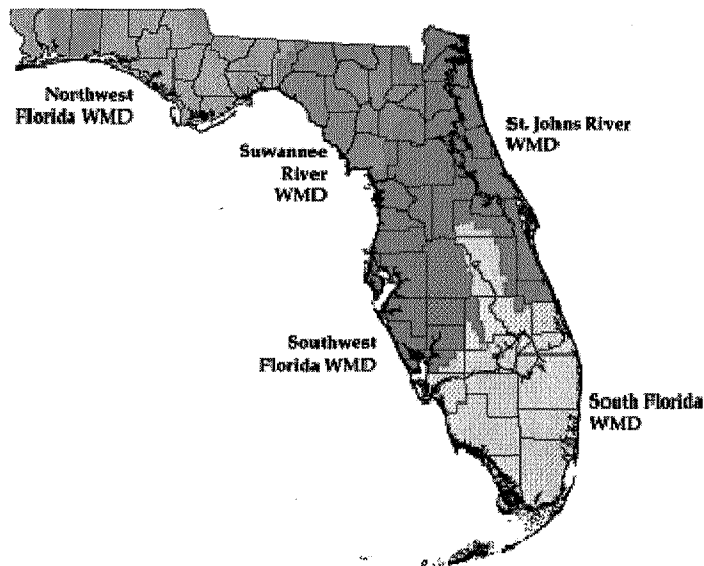 Northwest
Florida WMD
Suwannee
River
WMD
St. Johns River
WMD
Southwest
Florida WMD
South Florida
WMD